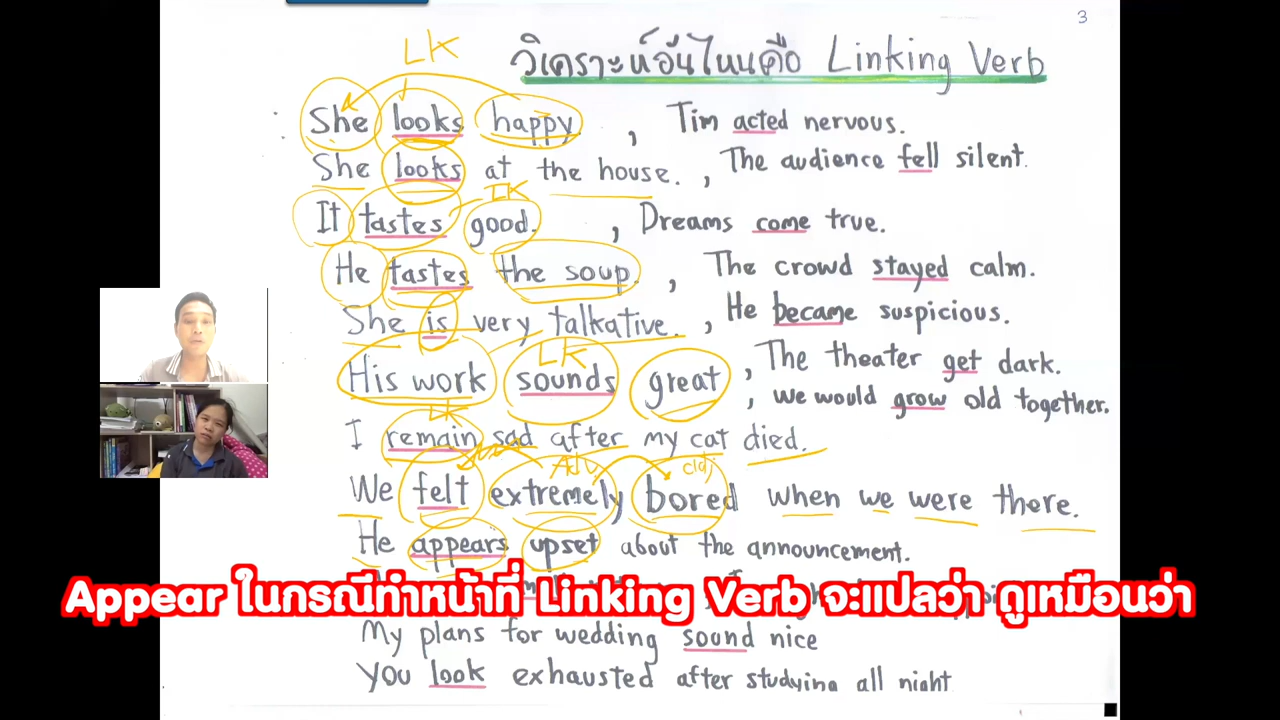 3
LK
วิเคราะห์อันไหนคือ Linking Verb
She looks happy , Tim acted nervous.
She looks at the house. , The audience fell silent.
LK
It tastes good. , Dreams come true.
He tastes the soup. , The crowd stayed calm.
She is very talkative. , He became suspicious.
LK
His work sounds great , The theater get dark.
, we would grow old together.
LK
I remain sad after my cat died.
Adv adj
We felt extremely bored when we were there.
He appears upset about the announcement.
Appear ในกรณีทำหน้าที่ Linking Verb จะแปลว่า ดูเหมือนว่า
My plans for wedding sound nice
You look exhausted after studying all night